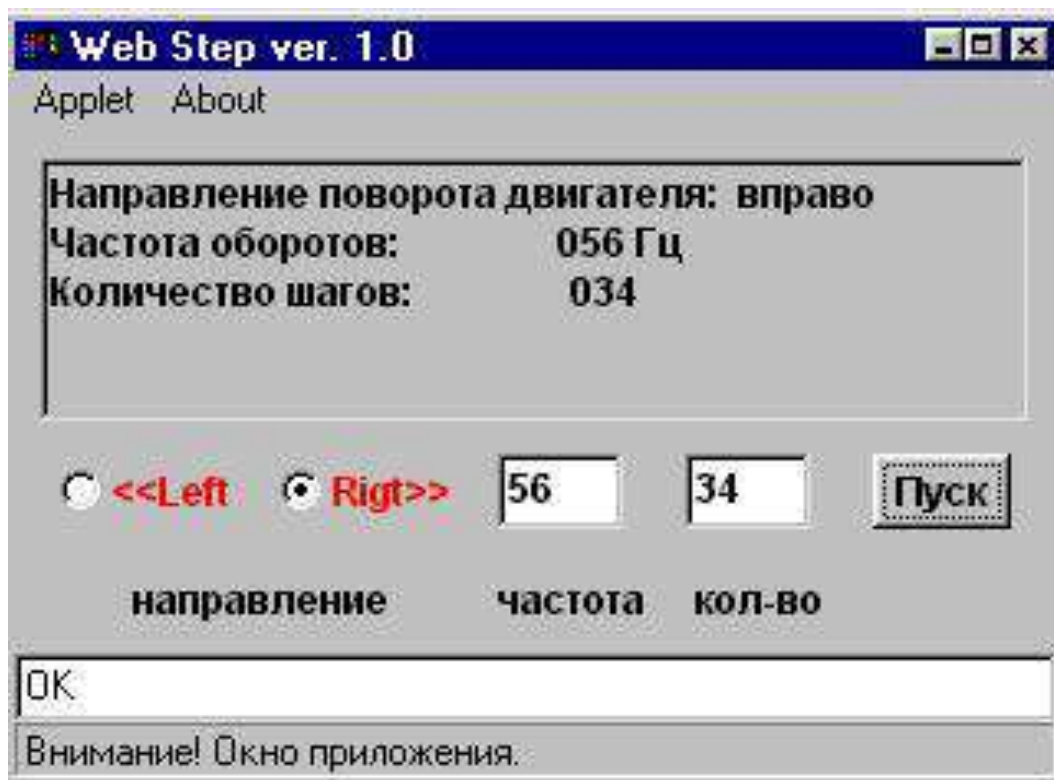 Web Step ver. 1.0
Applet About
Направление поворота двигателя: вправо
Частота оборотов: 056 Гц
Количество шагов: 034
<<Left Rigt>> 56 34 Пуск
направление частота кол-во
OK
Внимание! Окно приложения.